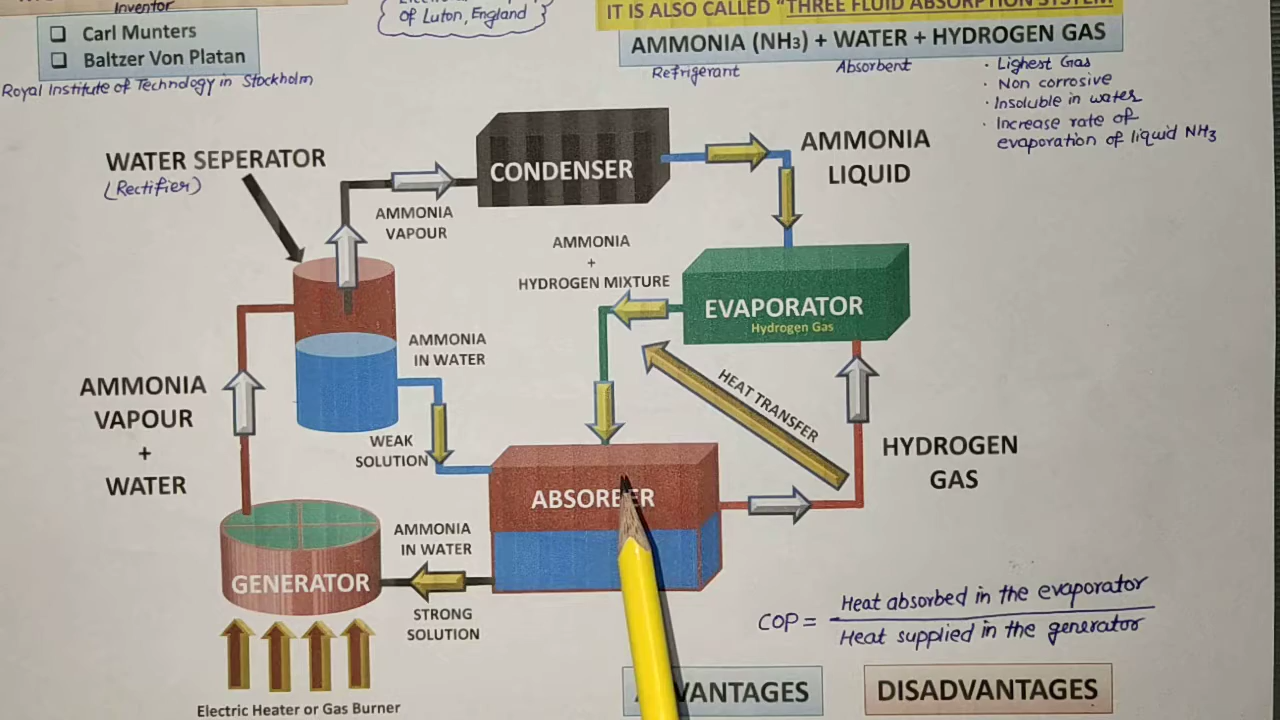 Inventor
Carl Munters
Baltzer Von Platan
Royal Institute of Technology in Stockholm
of Luton, England
IT IS ALSO CALLED "THREE FLUID ABSORPTION SYSTEM
AMMONIA (NH3) + WATER + HYDROGEN GAS
Refrigerant
Absorbent
· Lighest Gas
· Non corrosive
· Insoluble in water
· Increase rate of
evaporation of liquid NH3
WATER SEPERATOR
(Rectifier)
CONDENSER
AMMONIA
LIQUID
AMMONIA
VAPOUR
AMMONIA
+
HYDROGEN MIXTURE
EVAPORATOR
Hydrogen Gas
AMMONIA
IN WATER
HEAT TRANSFER
AMMONIA
VAPOUR
+
WATER
WEAK
SOLUTION
HYDROGEN
GAS
ABSORBER
AMMONIA
IN WATER
GENERATOR
STRONG
SOLUTION
COP = Heat absorbed in the evaporator
Heat supplied in the generator
Electric Heater or Gas Burner
ADVANTAGES
DISADVANTAGES